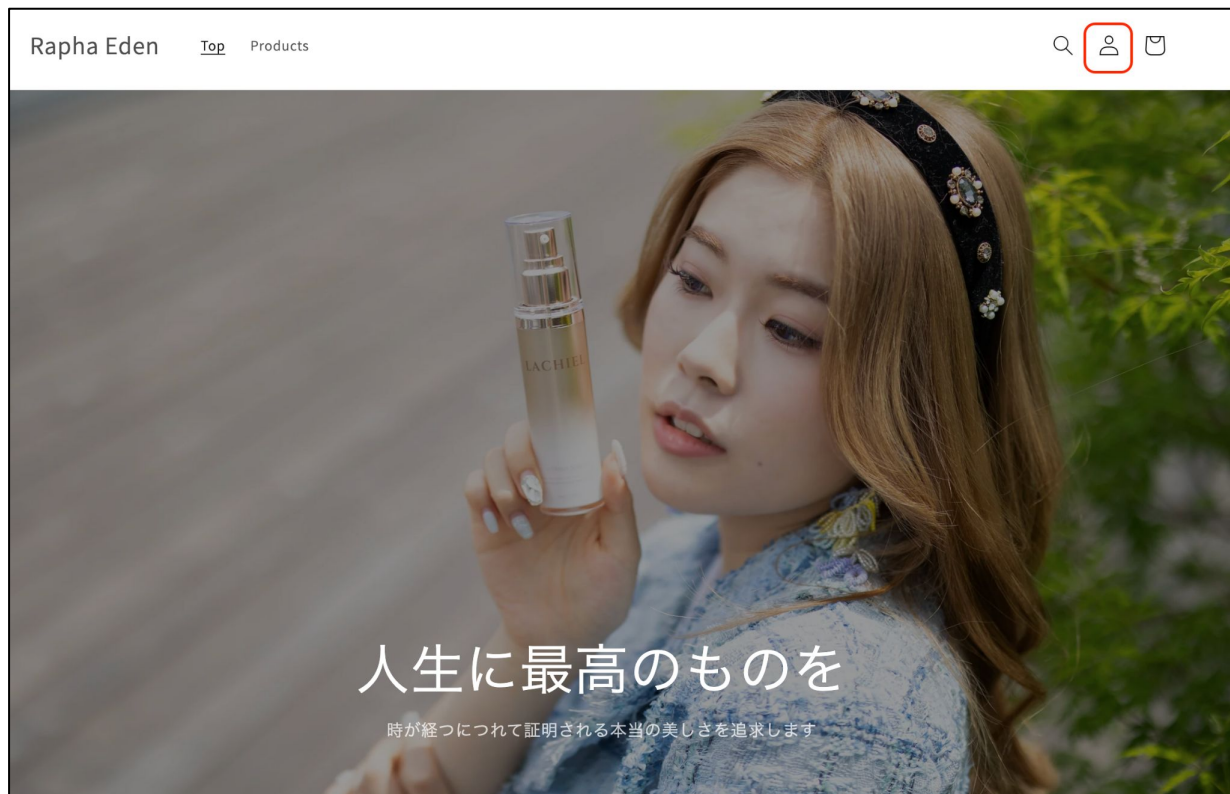 Rapha Eden
Top
Products
LACHIEL
人生に最高のものを
時が経つにつれて証明される本当の美しさを追求します